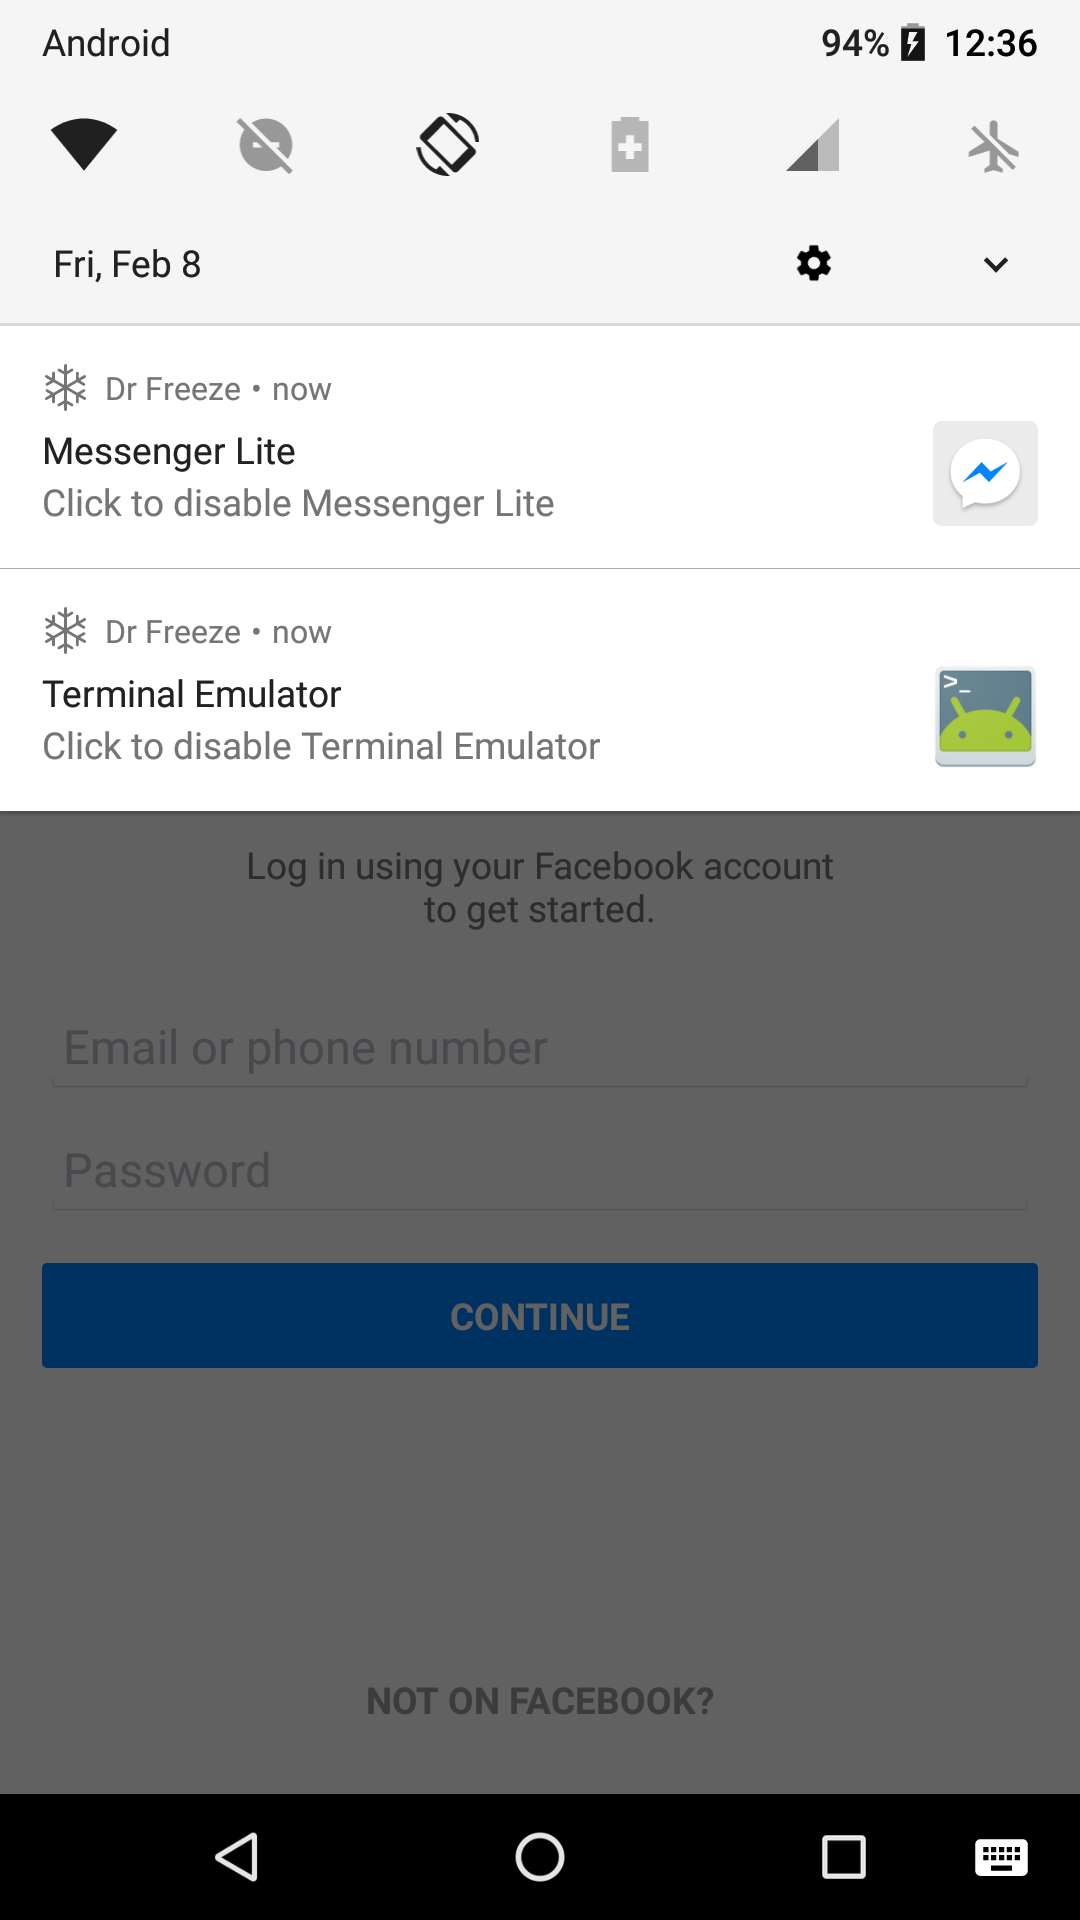 Android
94% 12:36
Fri, Feb 8
Dr Freeze • now
Messenger Lite
Click to disable Messenger Lite
Dr Freeze • now
Terminal Emulator
Click to disable Terminal Emulator
Log in using your Facebook account
to get started.
Email or phone number
Password
CONTINUE
NOT ON FACEBOOK?